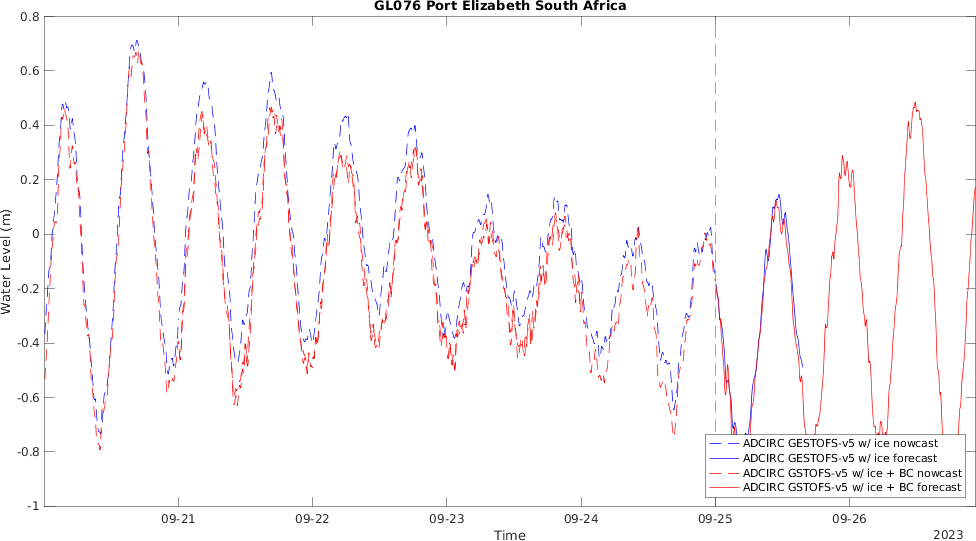 GL076 Port Elizabeth South Africa
0.8
0.6
0.4
0.2
0
-0.2
-0.4
-0.6
-0.8
-1
Water Level (m)
ADCIRC GESTOFS-v5 w/ ice nowcast
ADCIRC GESTOFS-v5 w/ ice forecast
ADCIRC GSTOFS-v5 w/ ice + BC nowcast
ADCIRC GSTOFS-v5 w/ ice + BC forecast
09-21 09-22 09-23 09-24 09-25 09-26
Time
2023